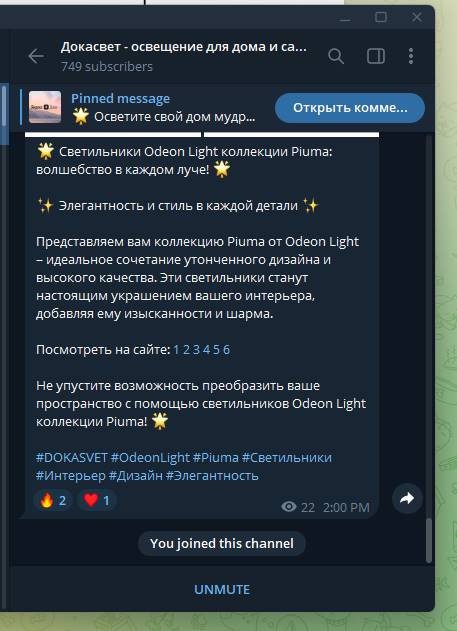 Докасвет - освещение для дома и са...
749 subscribers
Pinned message
🌟 Осветите свой дом мудр...
Открыть комме...
🌟 Светильники Odeon Light коллекции Piuma:
волшебство в каждом луче! 🌟
✨ Элегантность и стиль в каждой детали ✨
Представляем вам коллекцию Piuma от Odeon Light
– идеальное сочетание утонченного дизайна и
высокого качества. Эти светильники станут
настоящим украшением вашего интерьера,
добавляя ему изысканности и шарма.
Посмотреть на сайте: 1 2 3 4 5 6
Не упустите возможность преобразить ваше
пространство с помощью светильников Odeon Light
коллекции Piuma! 🌟
#DOKASVET #OdeonLight #Piuma #Светильники
#Интерьер #Дизайн #Элегантность
🔥 2 ❤️ 1 22 2:00 PM
You joined this channel
UNMUTE